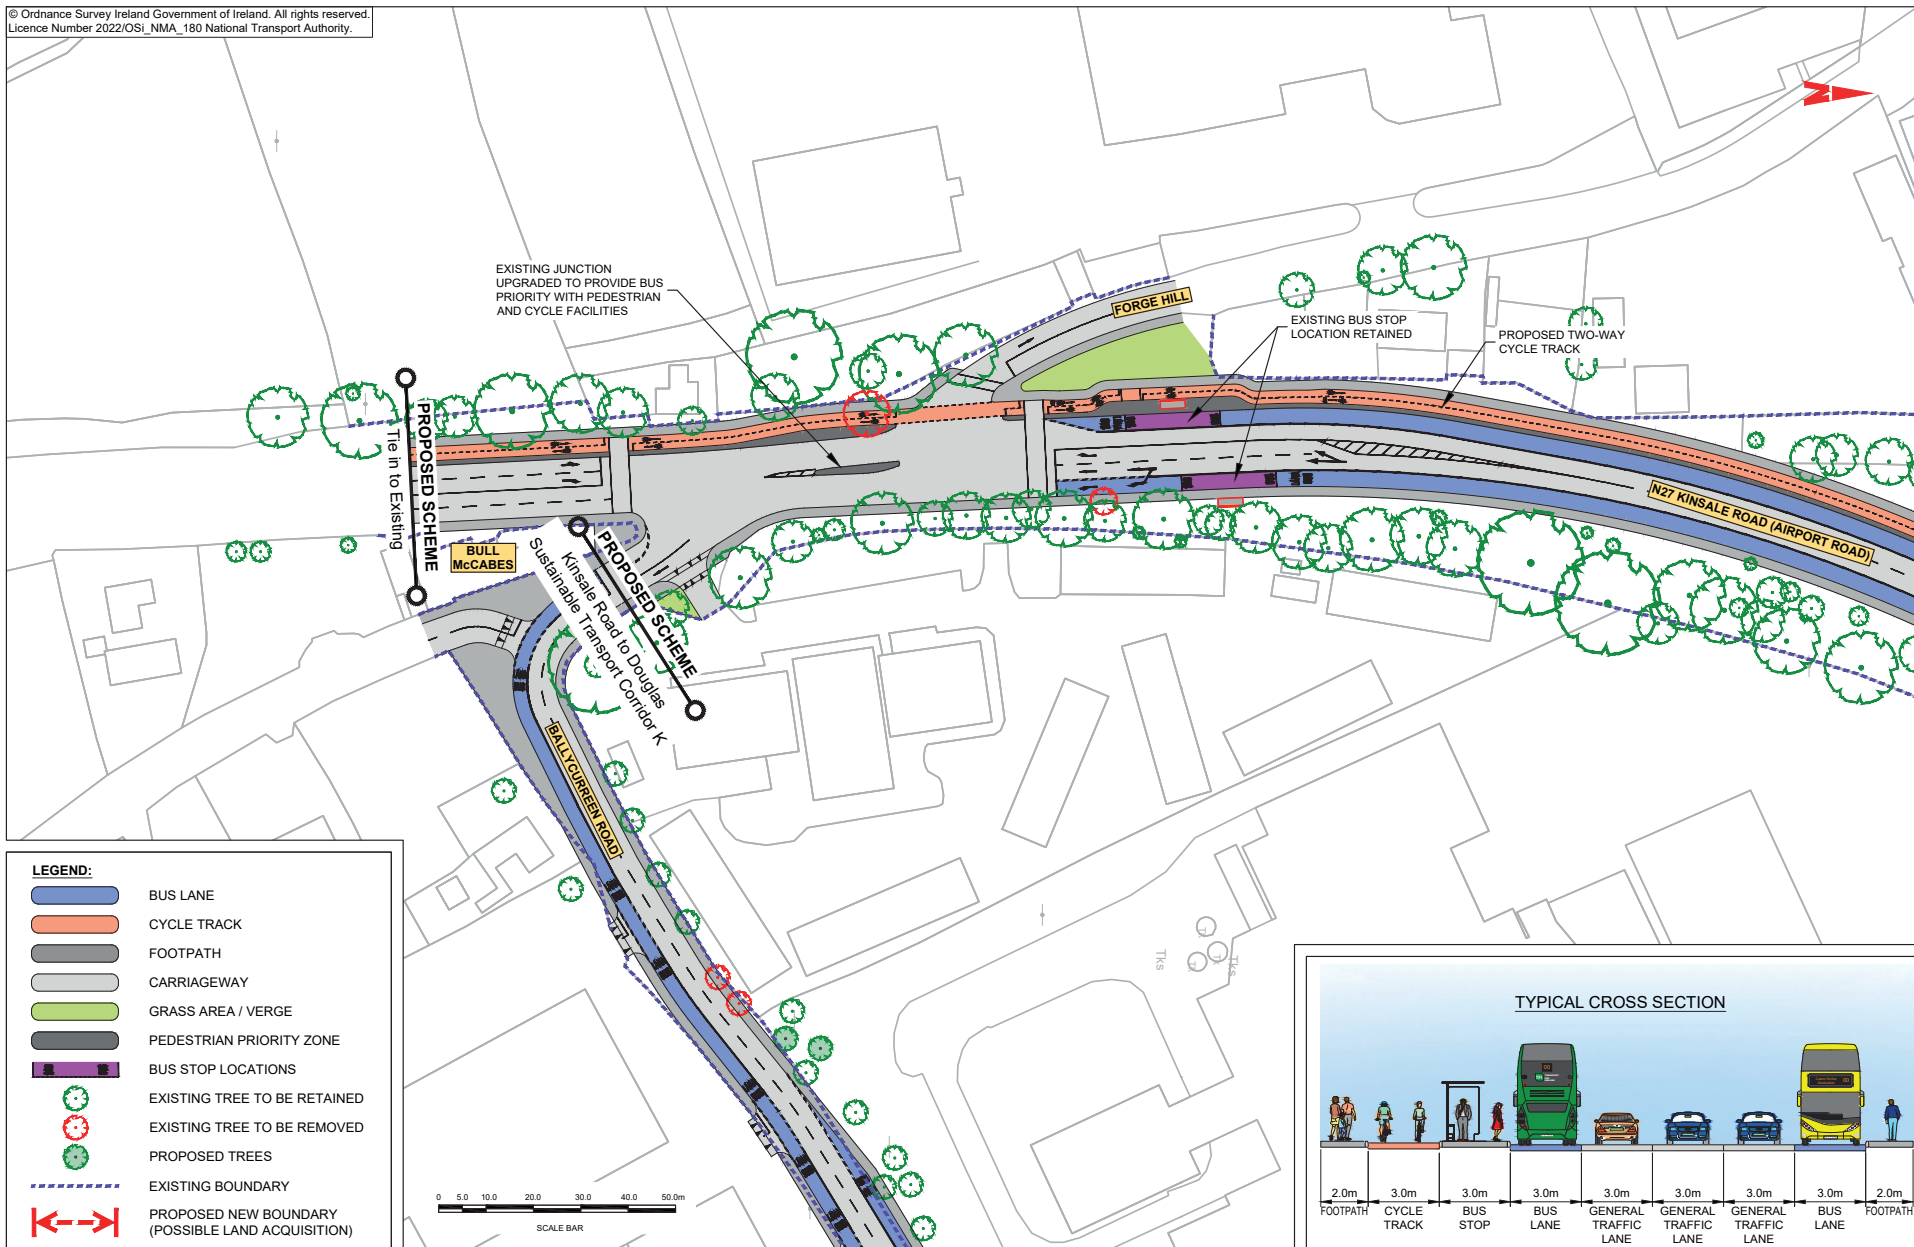 © Ordnance Survey Ireland Government of Ireland. All rights reserved.
Licence Number 2022/OSi_NMA_180 National Transport Authority.
N
EXISTING JUNCTION
UPGRADED TO PROVIDE BUS
PRIORITY WITH PEDESTRIAN
AND CYCLE FACILITIES
FORGE HILL
EXISTING BUS STOP
LOCATION RETAINED
PROPOSED TWO-WAY
CYCLE TRACK
PROPOSED SCHEME
Tie in to Existing
BULL
McCABES
PROPOSED SCHEME
Kinsale Road to Douglas
Sustainable Transport Corridor K
N27 KINSALE ROAD (AIRPORT ROAD)
BALLYCURREEN ROAD
Tks
Tks
LEGEND:
BUS LANE
CYCLE TRACK
FOOTPATH
CARRIAGEWAY
GRASS AREA / VERGE
PEDESTRIAN PRIORITY ZONE
BUS STOP LOCATIONS
EXISTING TREE TO BE RETAINED
EXISTING TREE TO BE REMOVED
PROPOSED TREES
EXISTING BOUNDARY
PROPOSED NEW BOUNDARY
(POSSIBLE LAND ACQUISITION)
0 5.0 10.0 20.0 30.0 40.0 50.0m
SCALE BAR
TYPICAL CROSS SECTION
2.0m 3.0m 3.0m 3.0m 3.0m 3.0m 3.0m 3.0m 2.0m
FOOTPATH CYCLE BUS BUS GENERAL GENERAL GENERAL BUS FOOTPATH
TRACK STOP LANE TRAFFIC TRAFFIC TRAFFIC LANE
LANE LANE LANE